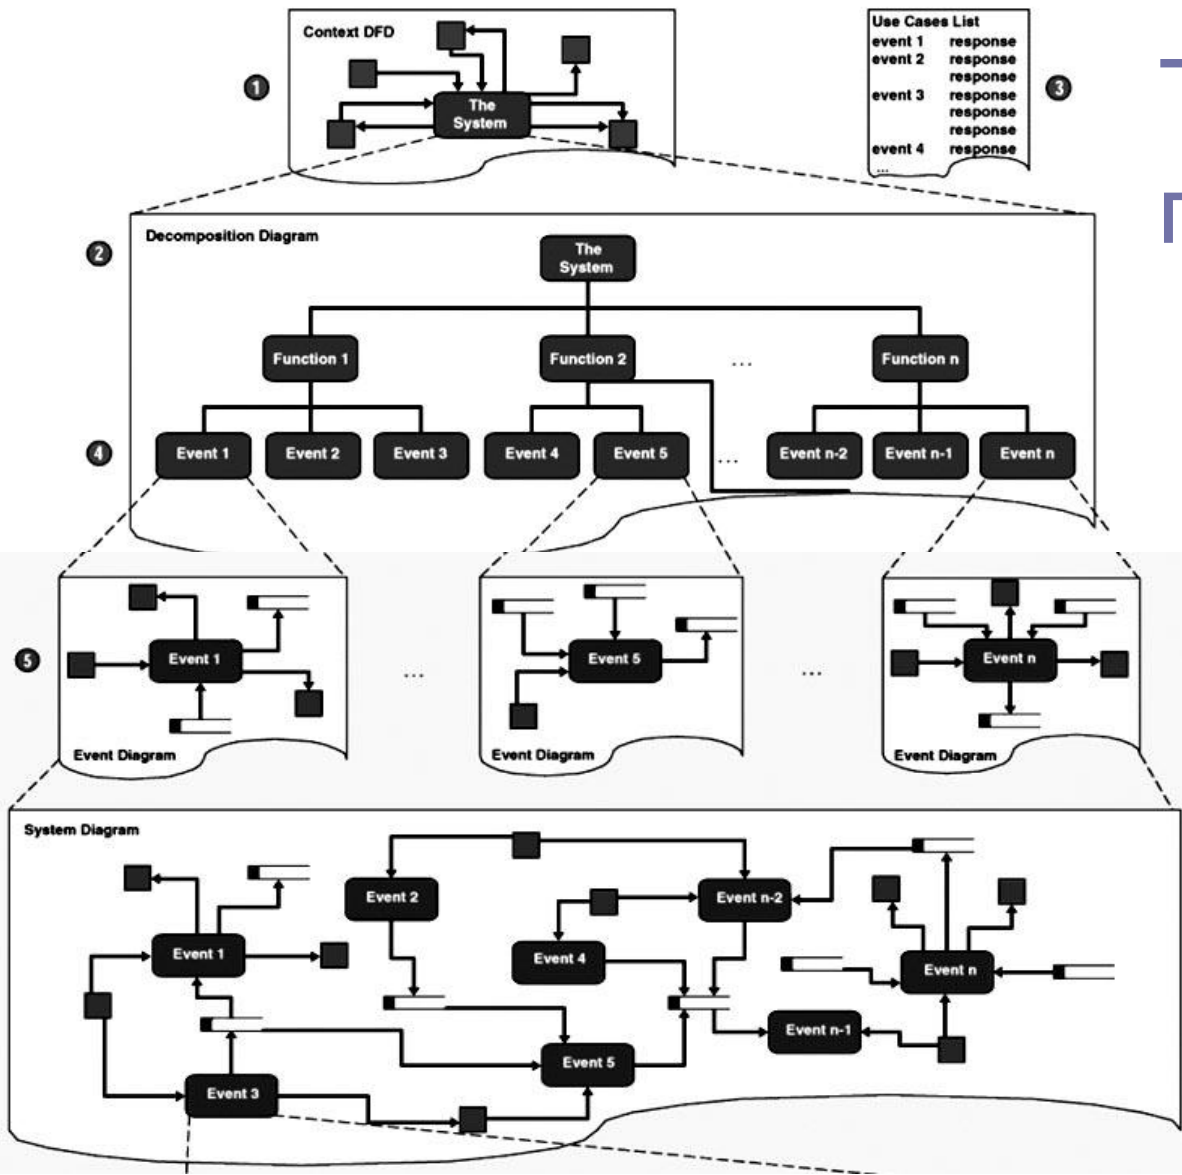 Context DFD
The
System
1
Use Cases List
event 1 response
event 2 response
response
event 3 response
response
response
event 4 response
...
3
Decomposition Diagram
2
The
System
Function 1
Function 2
...
Function n
4
Event 1
Event 2
Event 3
Event 4
Event 5
...
Event n-2
Event n-1
Event n
5
Event 1
Event Diagram
...
Event 5
Event Diagram
...
Event n
Event Diagram
System Diagram
Event 2
Event n-2
Event 1
Event 4
Event n
Event n-1
Event 5
Event 3